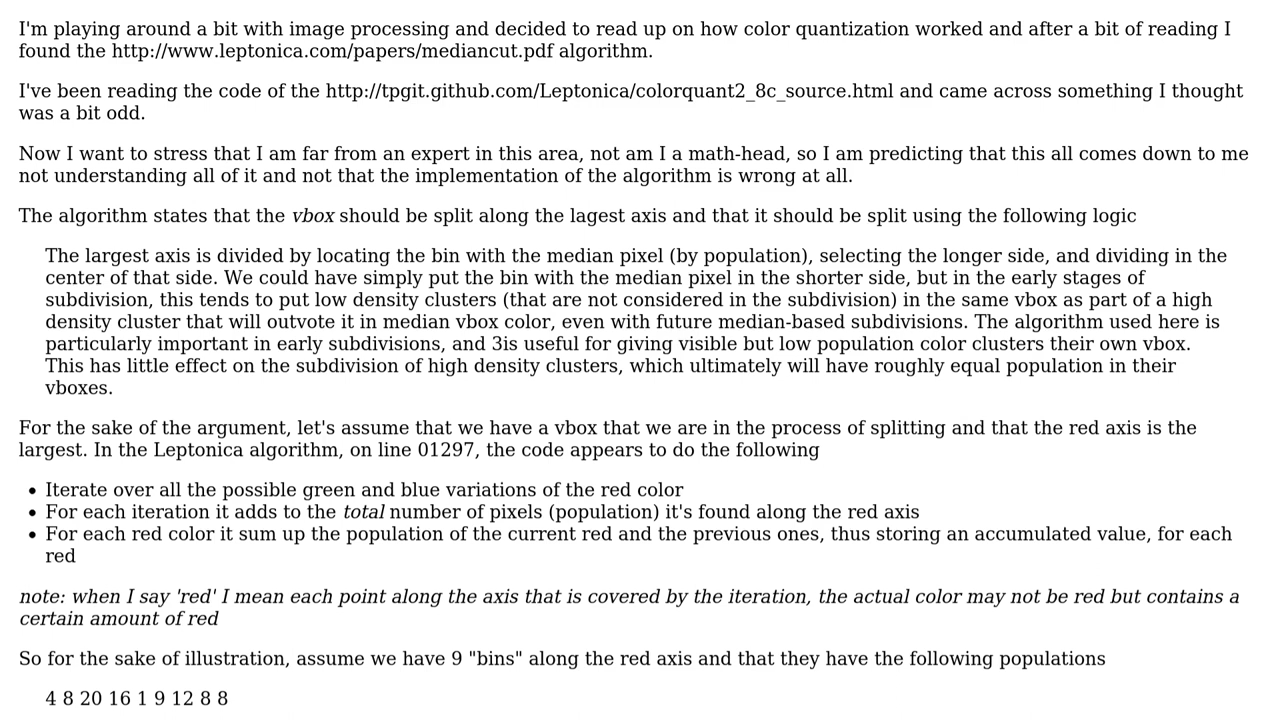 I'm playing around a bit with image processing and decided to read up on how color quantization worked and after a bit of reading I
found the http://www.leptonica.com/papers/mediancut.pdf algorithm.
I've been reading the code of the http://tpgit.github.com/Leptonica/colorquant2_8c_source.html and came across something I thought
was a bit odd.
Now I want to stress that I am far from an expert in this area, not am I a math-head, so I am predicting that this all comes down to me
not understanding all of it and not that the implementation of the algorithm is wrong at all.
The algorithm states that the vbox should be split along the lagest axis and that it should be split using the following logic
The largest axis is divided by locating the bin with the median pixel (by population), selecting the longer side, and dividing in the
center of that side. We could have simply put the bin with the median pixel in the shorter side, but in the early stages of
subdivision, this tends to put low density clusters (that are not considered in the subdivision) in the same vbox as part of a high
density cluster that will outvote it in median vbox color, even with future median-based subdivisions. The algorithm used here is
particularly important in early subdivisions, and 3is useful for giving visible but low population color clusters their own vbox.
This has little effect on the subdivision of high density clusters, which ultimately will have roughly equal population in their
vboxes.
For the sake of the argument, let's assume that we have a vbox that we are in the process of splitting and that the red axis is the
largest. In the Leptonica algorithm, on line 01297, the code appears to do the following
• Iterate over all the possible green and blue variations of the red color
• For each iteration it adds to the total number of pixels (population) it's found along the red axis
• For each red color it sum up the population of the current red and the previous ones, thus storing an accumulated value, for each
red
note: when I say 'red' I mean each point along the axis that is covered by the iteration, the actual color may not be red but contains a
certain amount of red
So for the sake of illustration, assume we have 9 "bins" along the red axis and that they have the following populations
4 8 20 16 1 9 12 8 8